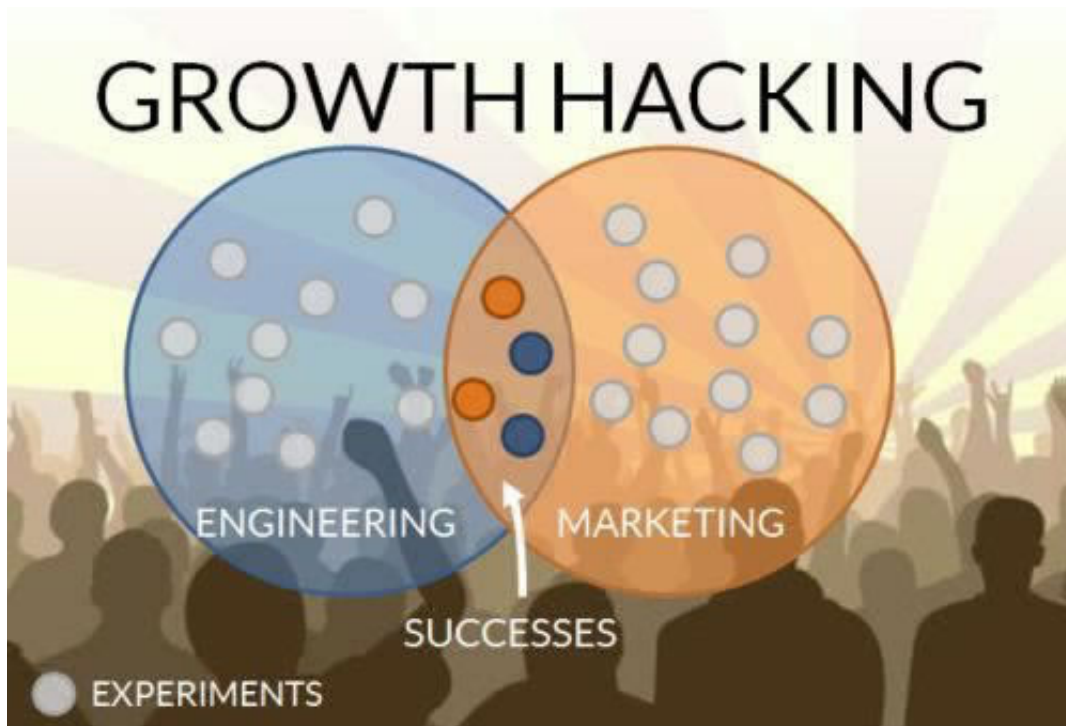 GROWTH HACKING
ENGINEERING
MARKETING
SUCCESSES
EXPERIMENTS